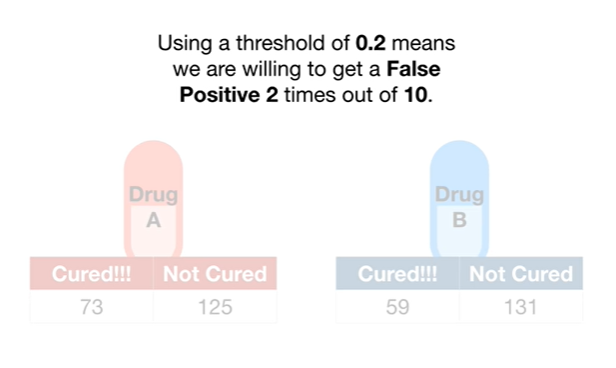 Using a threshold of 0.2 means
we are willing to get a False
Positive 2 times out of 10.
Drug
A
Drug
B
Cured!!! Not Cured
73 125
Cured!!! Not Cured
59 131